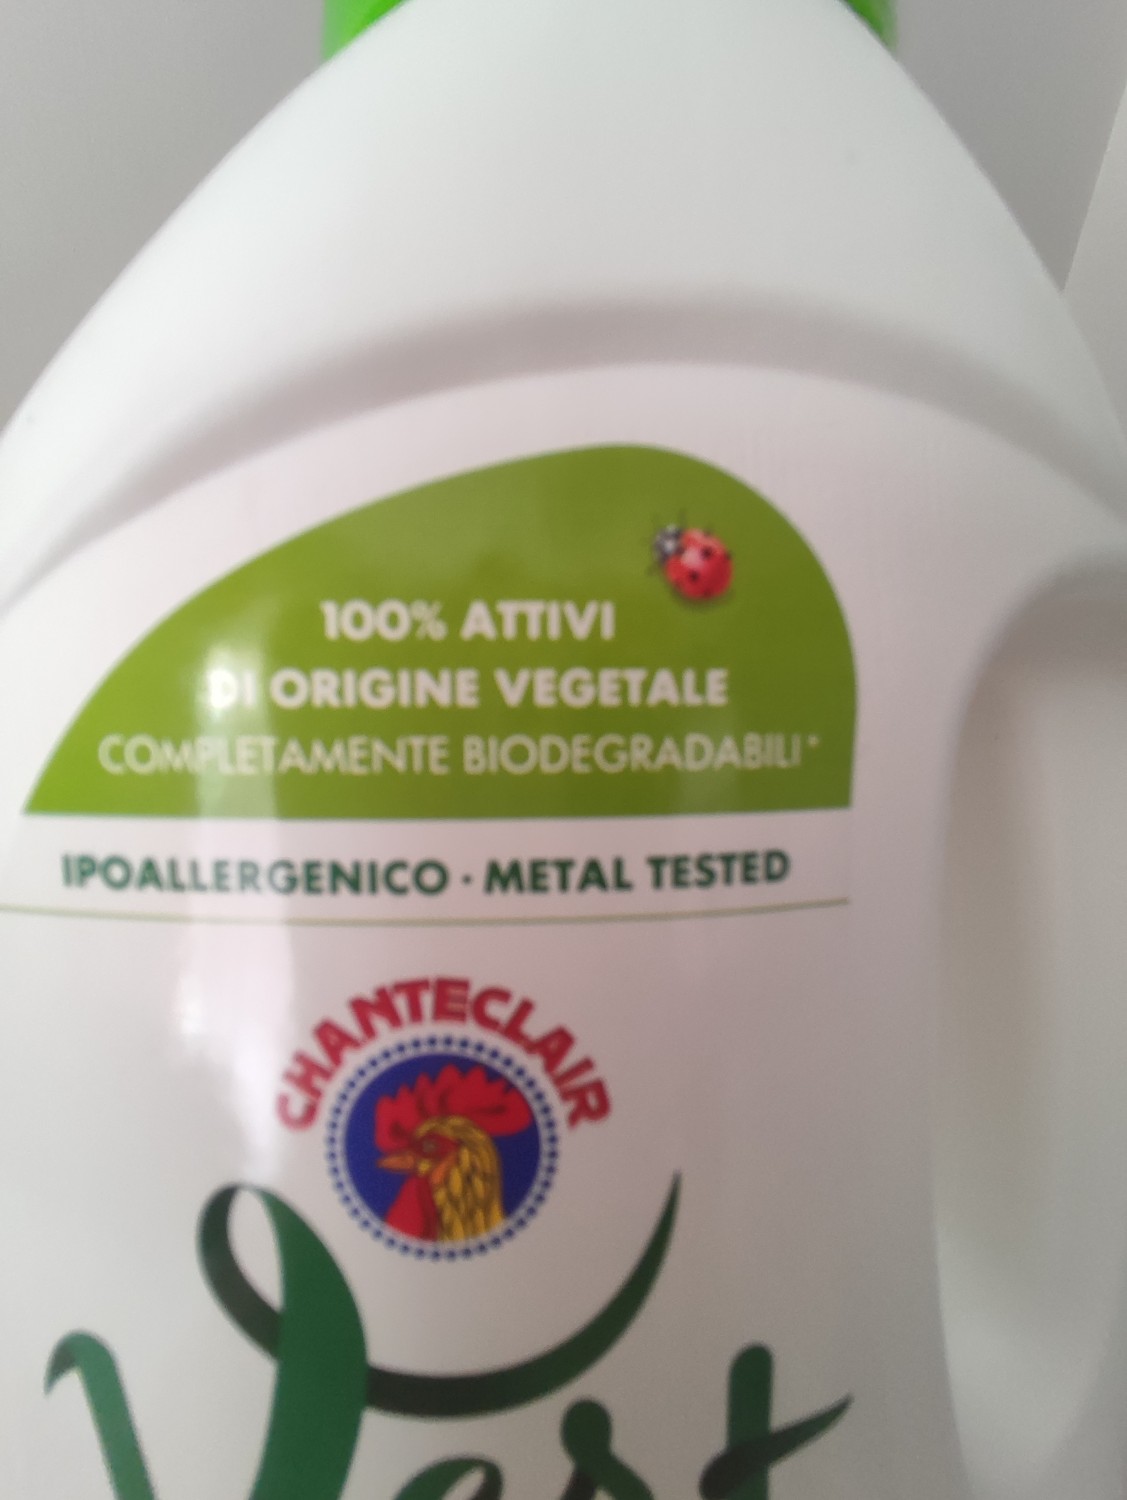 100% ATTIVI
DI ORIGINE VEGETALE
COMPLETAMENTE BIODEGRADABILI*
IPOALLERGENICO · METAL TESTED
CHANTECLAIR
Vert